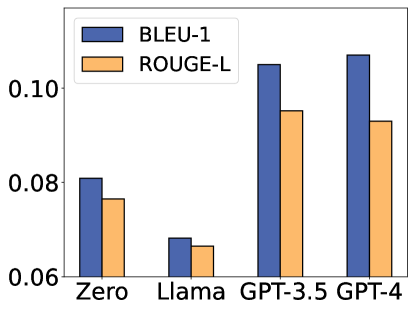 BLEU-1
ROUGE-L
0.10
0.08
0.06
Zero Llama GPT-3.5 GPT-4